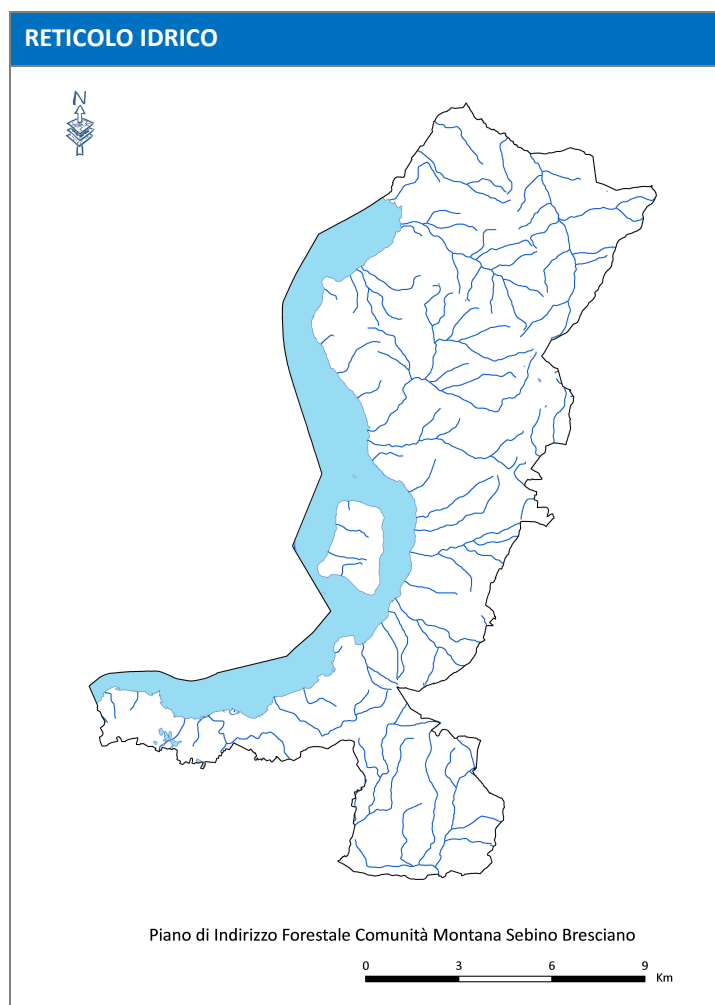 RETICOLO IDRICO
N
Piano di Indirizzo Forestale Comunità Montana Sebino Bresciano
0 3 6 9
Km